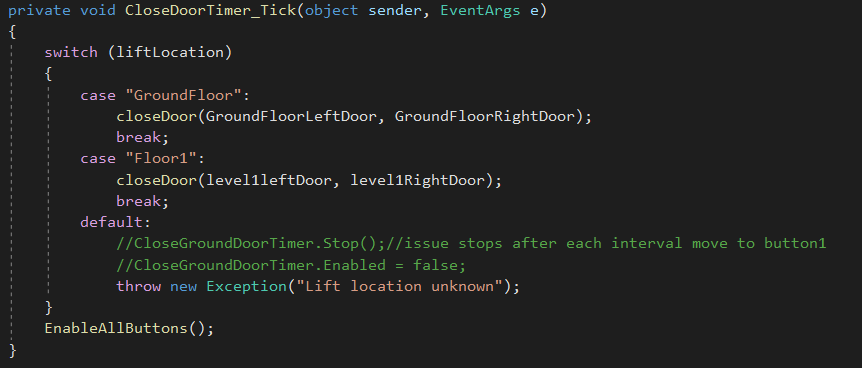 private void CloseDoorTimer_Tick(object sender, EventArgs e)
{
    switch (liftLocation)
    {
        case "GroundFloor":
            closeDoor(GroundFloorLeftDoor, GroundFloorRightDoor);
            break;
        case "Floor1":
            closeDoor(level1leftDoor, level1RightDoor);
            break;
        default:
            //CloseGroundDoorTimer.Stop();//issue stops after each interval move to button1
            //CloseGroundDoorTimer.Enabled = false;
            throw new Exception("Lift location unknown");
    }
    EnableAllButtons();
}